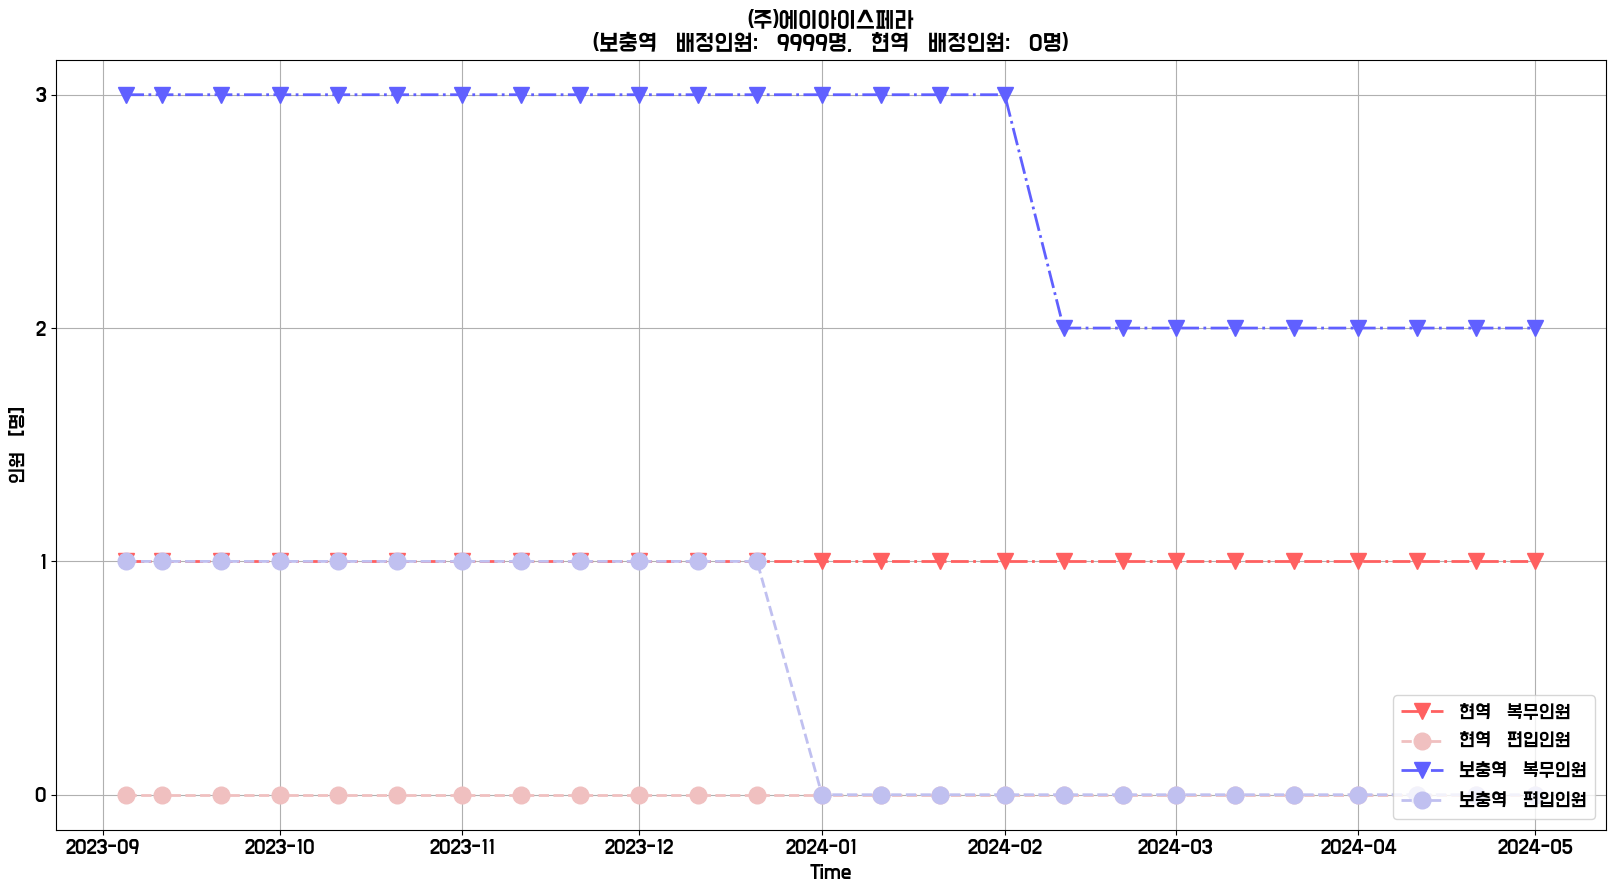 (주)에이아이스페라
(보충역 배정인원: 9999명, 현역 배정인원: 0명)
인원 [명]
3
2
1
0
2023-09 2023-10 2023-11 2023-12 2024-01 2024-02 2024-03 2024-04 2024-05
Time
현역 복무인원
현역 편입인원
보충역 복무인원
보충역 편입인원